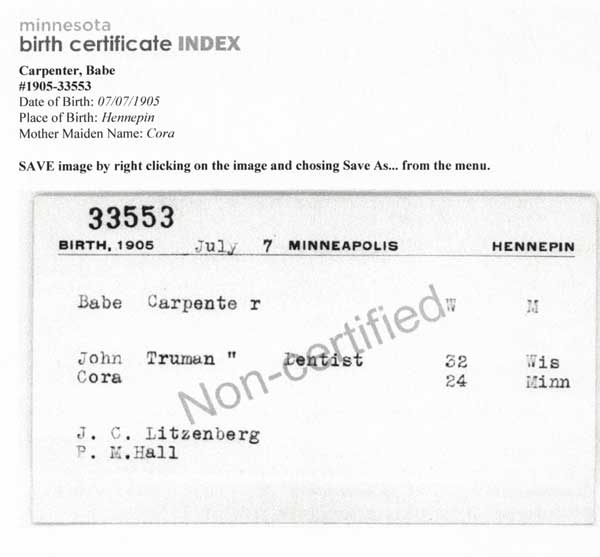 minnesota
birth certificate INDEX
Carpenter, Babe
#1905-33553
Date of Birth: 07/07/1905
Place of Birth: Hennepin
Mother Maiden Name: Cora
SAVE image by right clicking on the image and chosing Save As... from the menu.
33553
BIRTH, 1905 July 7 MINNEAPOLIS HENNEPIN
Babe Carpente r W M
John Truman " Dentist 32 Wis
Cora 24 Minn
Non-certified
J. C. Litzenberg
P. M.Hall